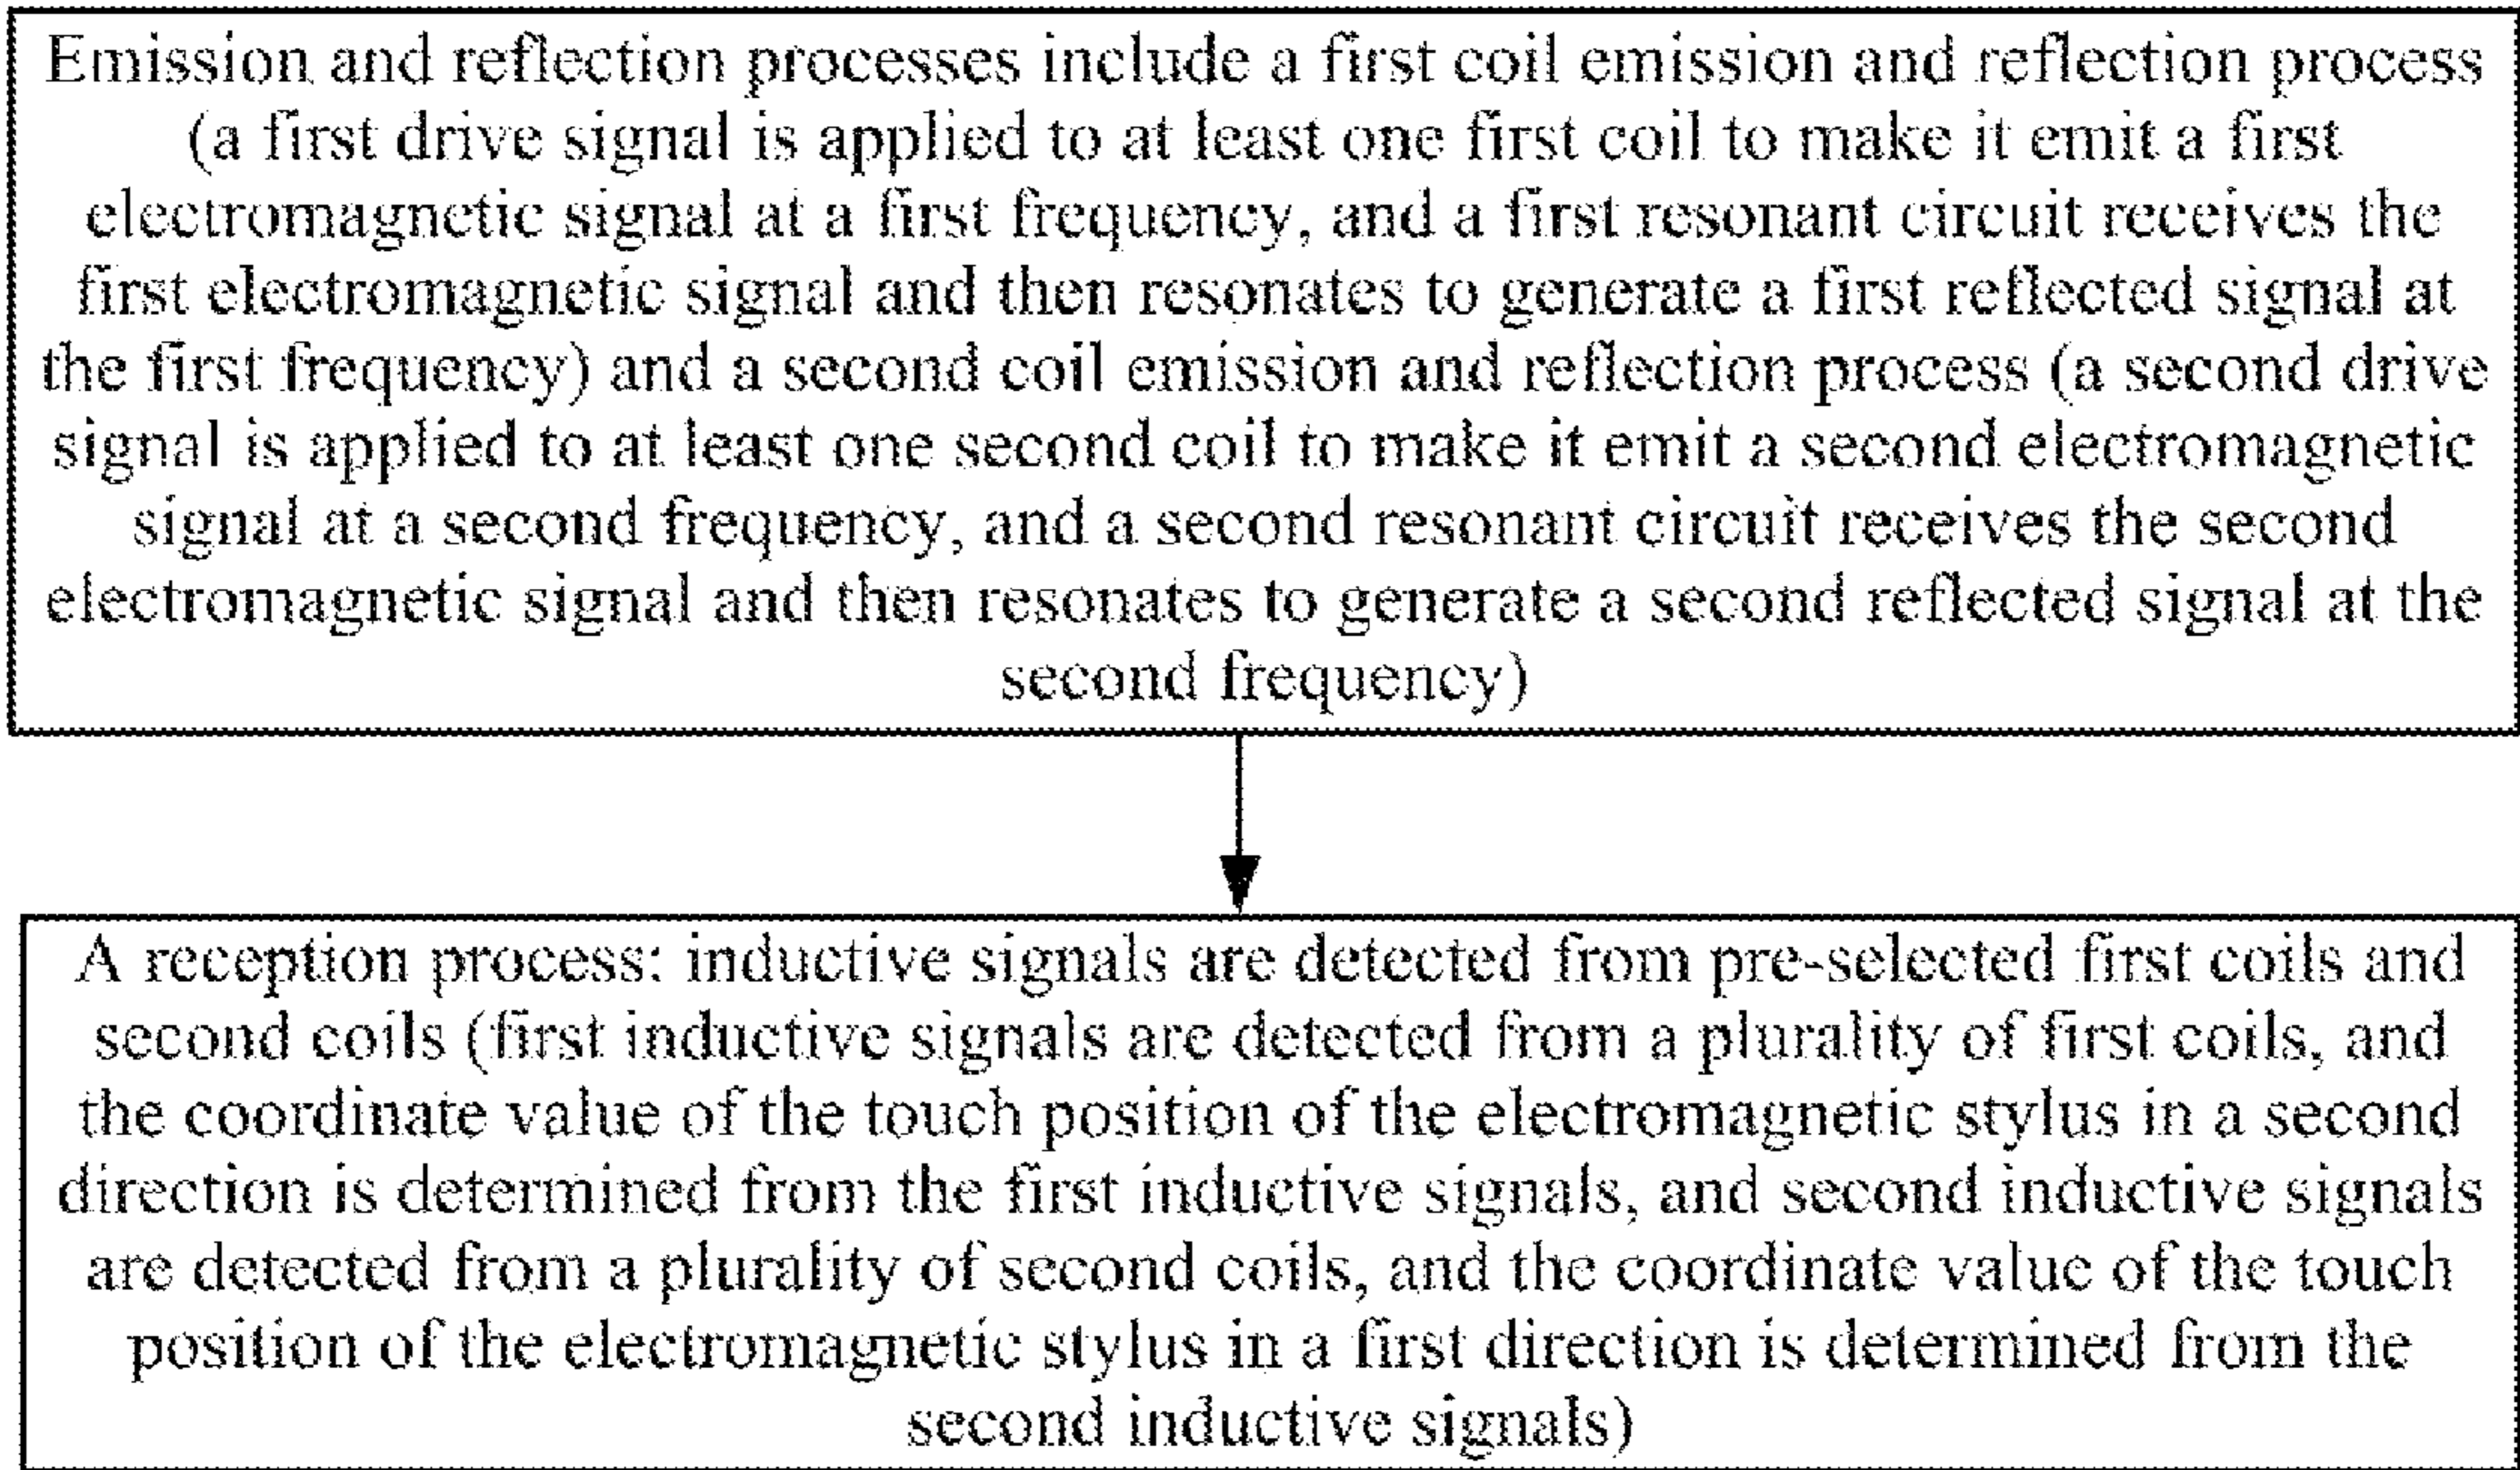 Emission and reflection processes include a first coil emission and reflection process
(a first drive signal is applied to at least one first coil to make it emit a first
electromagnetic signal at a first frequency, and a first resonant circuit receives the
first electromagnetic signal and then resonates to generate a first reflected signal at
the first frequency) and a second coil emission and reflection process (a second drive
signal is applied to at least one second coil to make it emit a second electromagnetic
signal at a second frequency, and a second resonant circuit receives the second
electromagnetic signal and then resonates to generate a second reflected signal at the
second frequency)
A reception process: inductive signals are detected from pre-selected first coils and
second coils (first inductive signals are detected from a plurality of first coils, and
the coordinate value of the touch position of the electromagnetic stylus in a second
direction is determined from the first inductive signals, and second inductive signals
are detected from a plurality of second coils, and the coordinate value of the touch
position of the electromagnetic stylus in a first direction is determined from the
second inductive signals)